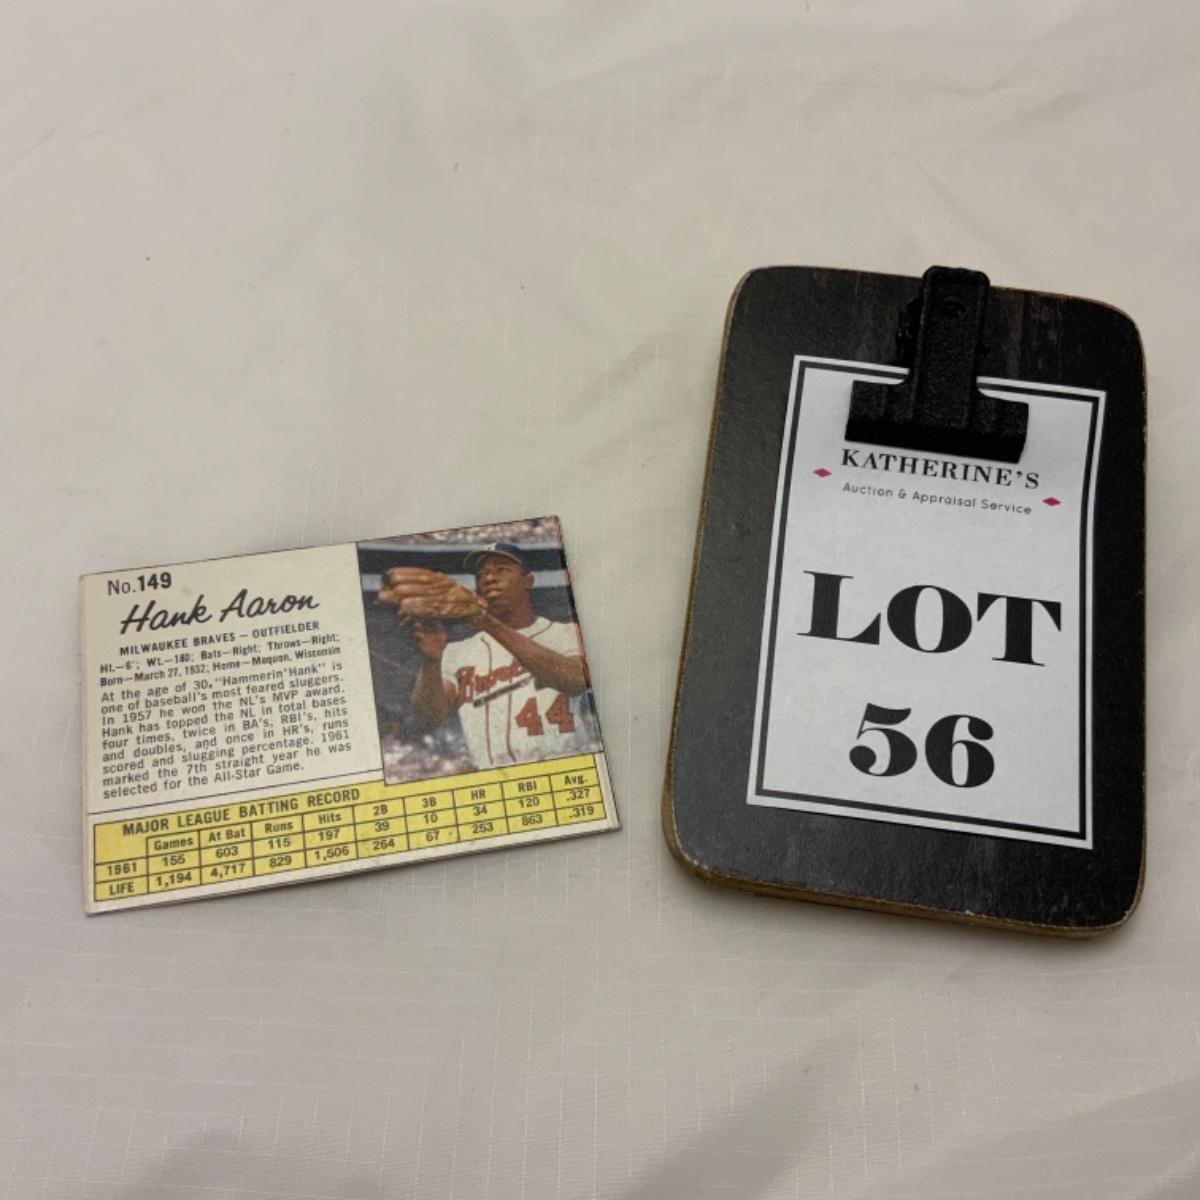 No.149
Hank Aaron
MILWAUKEE BRAVES — OUTFIELDER
Ht.—6'; Wt.—180; Bats—Right; Throws—Right;
Born—March 27, 1932; Home—Mequon, Wisconsin
At the age of 30, "Hammerin' Hank" is
one of baseball's most feared sluggers.
In 1957 he won the NL's MVP award.
Hank has topped the NL in total bases
four times, twice in BA's, RBI's, hits
and doubles, and once in HR's, runs
scored and slugging percentage. 1961
marked the 7th straight year he was
selected for the All-Star Game.
MAJOR LEAGUE BATTING RECORD
Games At Bat Runs Hits 2B 3B HR RBI Avg.
1961 155 603 115 197 39 10 34 120 .327
LIFE 1,194 4,717 829 1,506 264 67 253 863 .319
Braves
44
KATHERINE'S
Auction & Appraisal Service
LOT
56